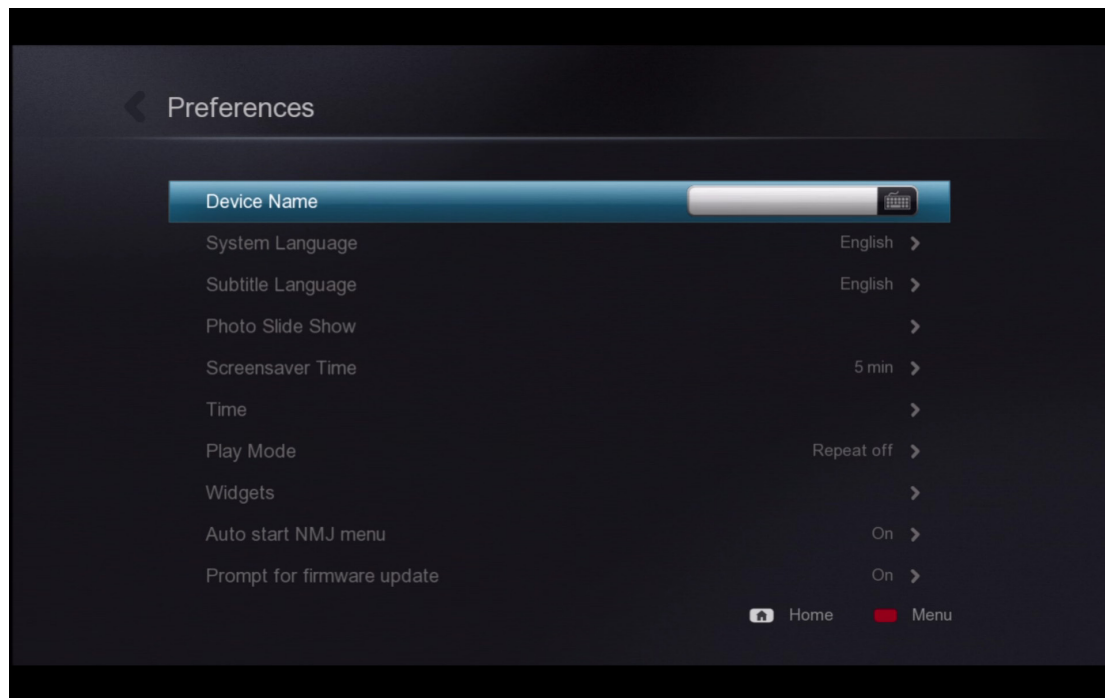 Preferences
Device Name
System Language English
Subtitle Language English
Photo Slide Show
Screensaver Time 5 min
Time
Play Mode Repeat off
Widgets
Auto start NMJ menu On
Prompt for firmware update On
Home Menu